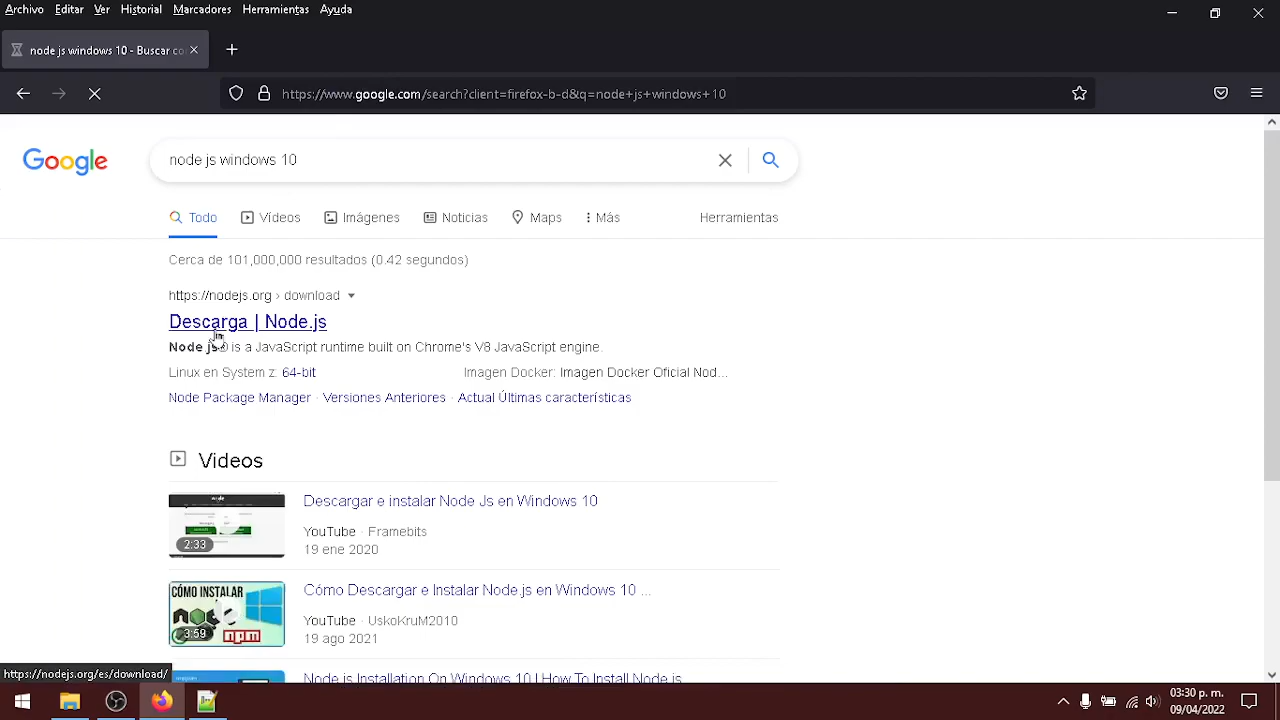 Archivo Editar Ver Historial Marcadores Herramientas Ayuda
node js windows 10 - Buscar co
https://www.google.com/search?client=firefox-b-d&q=node+js+windows+10
Google
node js windows 10
Todo Vídeos Imágenes Noticias Maps Más Herramientas
Cerca de 101,000,000 resultados (0.42 segundos)
https://nodejs.org › download
Descarga | Node.js
Node js® is a JavaScript runtime built on Chrome's V8 JavaScript engine.
Linux en System z: 64-bit Imagen Docker: Imagen Docker Oficial Nod...
Node Package Manager · Versiones Anteriores · Actual Últimas características
Videos
Descargar e instalar Node Js en Windows 10
YouTube · Framebits
19 ene 2020
2:33
Cómo Descargar e Instalar Node js en Windows 10 ...
YouTube · UskoKruM2010
19 ago 2021
CÓMO INSTALAR
3:59
Node js Installation On Windows 10 | How To Install Node js
https://nodejs.org/es/download/
03:30 p. m.
09/04/2022